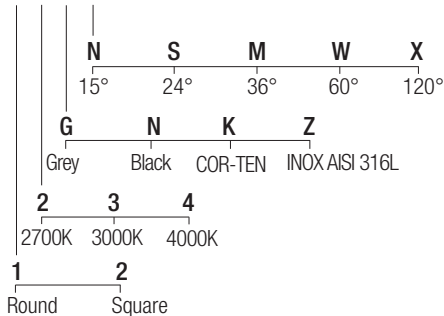 N S M W X
15° 24° 36° 60° 120°
G N K Z
Grey Black COR-TEN INOX AISI 316L
2 3 4
2700K 3000K 4000K
1 2
Round Square